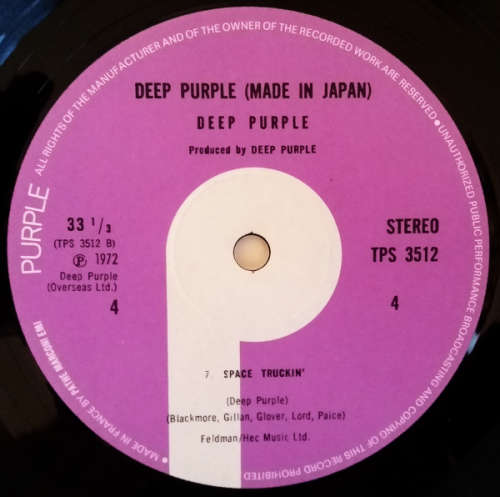 ALL RIGHTS OF THE MANUFACTURER AND OF THE OWNER OF THE RECORDED WORK ARE RESERVED • UNAUTHORIZED PUBLIC PERFORMANCE BROADCASTING AND COPYING OF THIS RECORD PROHIBITED
PURPLE
DEEP PURPLE (MADE IN JAPAN)
DEEP PURPLE
Produced by DEEP PURPLE
33 1/3
(TPS 3512 B)
℗ 1972
Deep Purple
(Overseas Ltd.)
4
STEREO
TPS 3512
4
7. SPACE TRUCKIN'
(Deep Purple)
(Blackmore, Gillan, Glover, Lord, Paice)
Feldman/Hec Music Ltd.
• MADE IN FRANCE BY PATHE MARCONI EMI